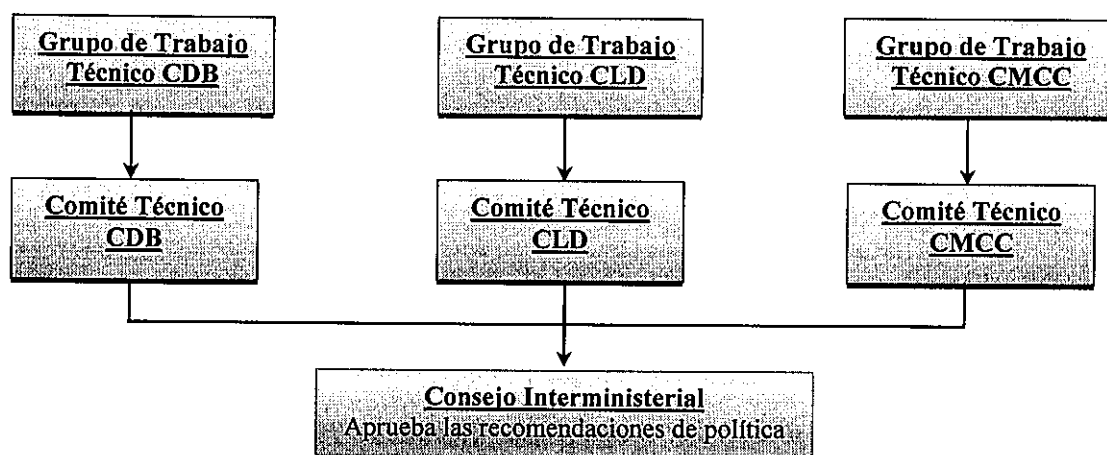 Grupo de Trabajo
Técnico CDB
Grupo de Trabajo
Técnico CLD
Grupo de Trabajo
Técnico CMCC
Comité Técnico
CDB
Comité Técnico
CLD
Comité Técnico
CMCC
Consejo Interministerial
Aprueba las recomendaciones de política